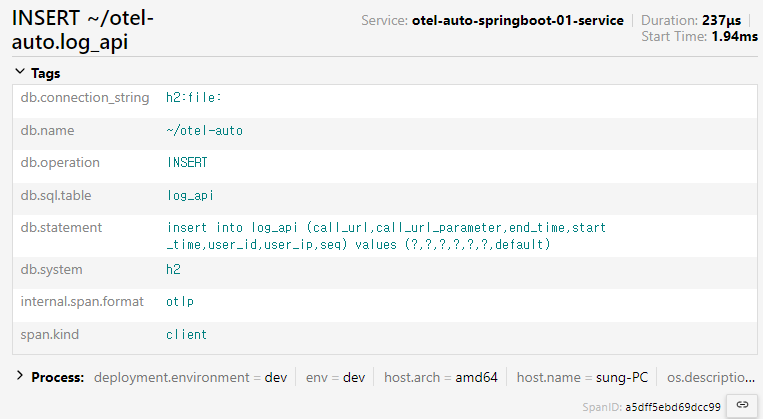 INSERT ~/otel-
auto.log_api
Service: otel-auto-springboot-01-service
Duration: 237μs
Start Time: 1.94ms
Tags
db.connection_string h2:file:
db.name ~/otel-auto
db.operation INSERT
db.sql.table log_api
db.statement insert into log_api (call_url,call_url_parameter,end_time,start
_time,user_id,user_ip,seq) values (?,?,?,?,?,?,default)
db.system h2
internal.span.format otlp
span.kind client
Process: deployment.environment = dev env = dev host.arch = amd64 host.name = sung-PC os.descriptio...
SpanID: a5dff5ebd69dcc99